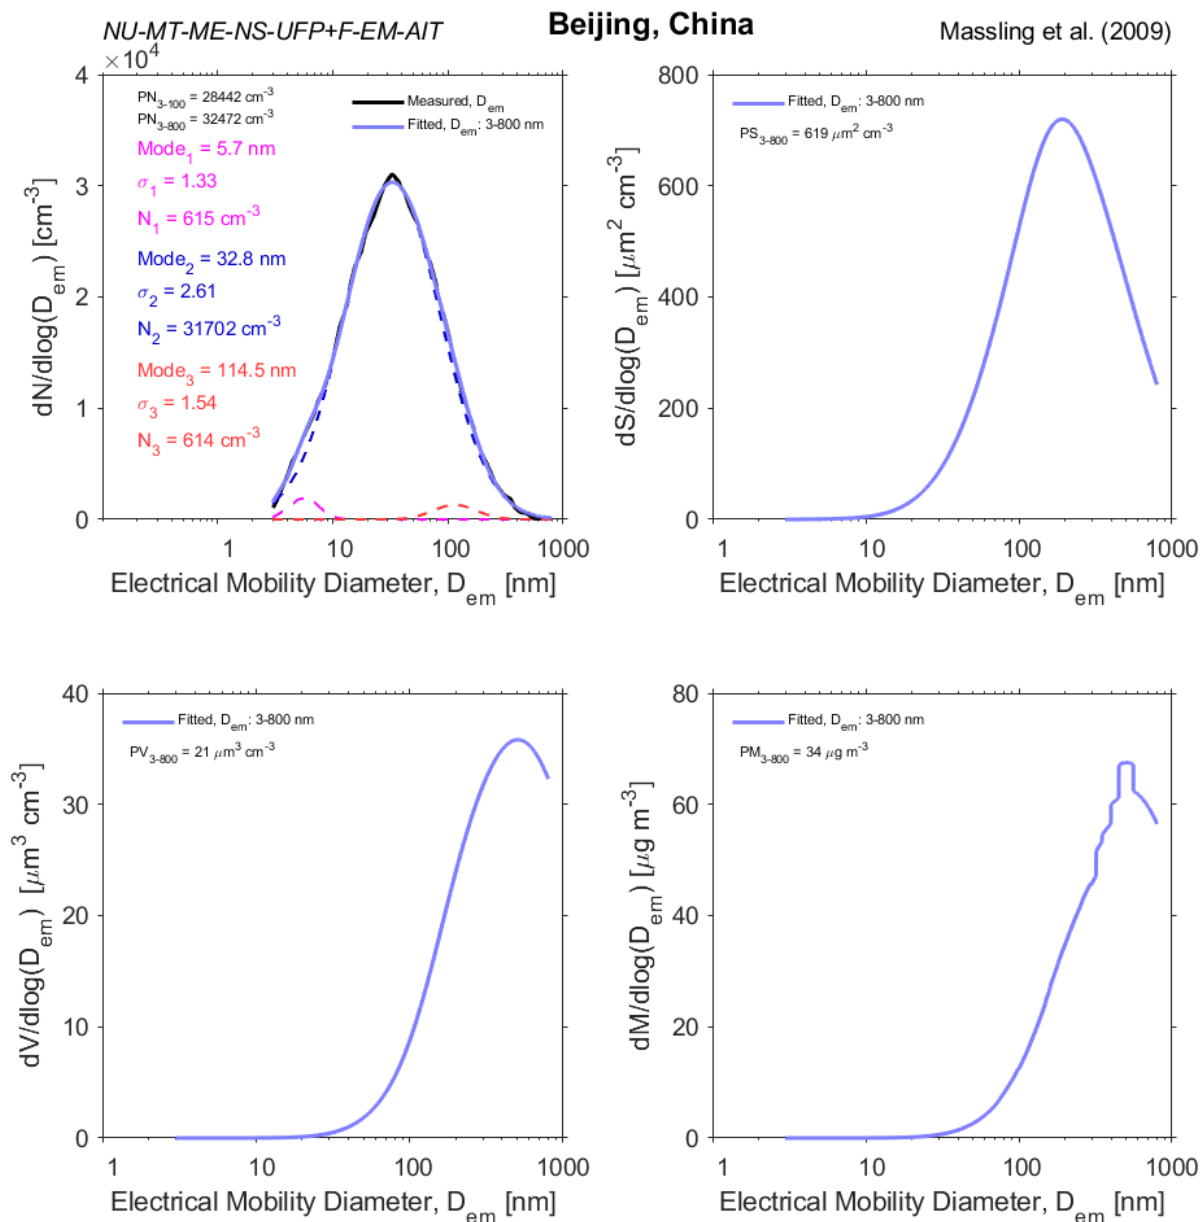 Beijing, China
NU-MT-ME-NS-UFP+F-EM-AIT
Massling et al. (2009)
×10⁴
PN₃₋₁₀₀ = 28442 cm⁻³
PN₃₋₈₀₀ = 32472 cm⁻³
Mode₁ = 5.7 nm
σ₁ = 1.33
N₁ = 615 cm⁻³
Mode₂ = 32.8 nm
σ₂ = 2.61
N₂ = 31702 cm⁻³
Mode₃ = 114.5 nm
σ₃ = 1.54
N₃ = 614 cm⁻³
Measured, D_em
Fitted, D_em: 3-800 nm
4
3
2
1
0
dN/dlog(D_em) [cm⁻³]
1 10 100 1000
Electrical Mobility Diameter, D_em [nm]
Fitted, D_em: 3-800 nm
PS₃₋₈₀₀ = 619 μm² cm⁻³
800
600
400
200
0
dS/dlog(D_em) [μm² cm⁻³]
1 10 100 1000
Electrical Mobility Diameter, D_em [nm]
Fitted, D_em: 3-800 nm
PV₃₋₈₀₀ = 21 μm³ cm⁻³
40
30
20
10
0
dV/dlog(D_em) [μm³ cm⁻³]
1 10 100 1000
Electrical Mobility Diameter, D_em [nm]
Fitted, D_em: 3-800 nm
PM₃₋₈₀₀ = 34 μg m⁻³
80
60
40
20
0
dM/dlog(D_em) [μg m⁻³]
1 10 100 1000
Electrical Mobility Diameter, D_em [nm]